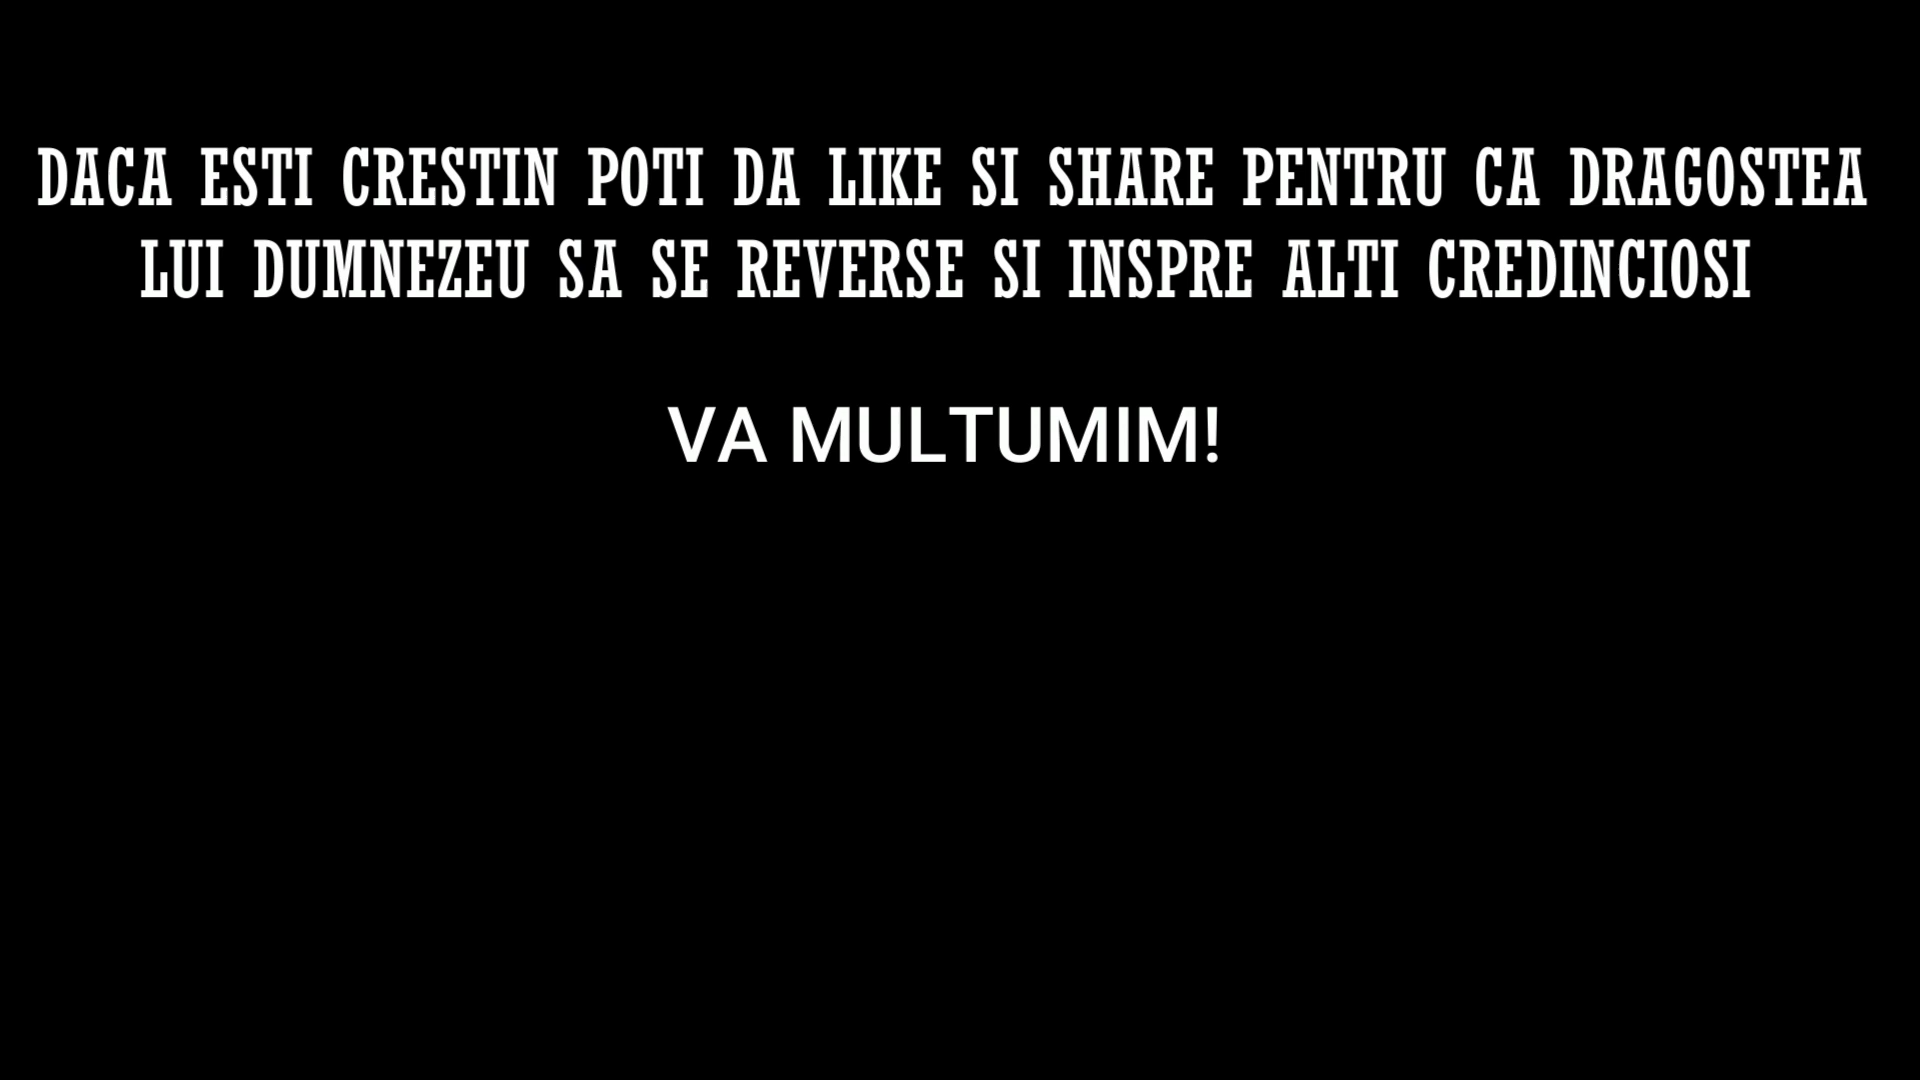 DACA ESTI CRESTIN POTI DA LIKE SI SHARE PENTRU CA DRAGOSTEA
LUI DUMNEZEU SA SE REVERSE SI INSPRE ALTI CREDINCIOSI
VA MULTUMIM!